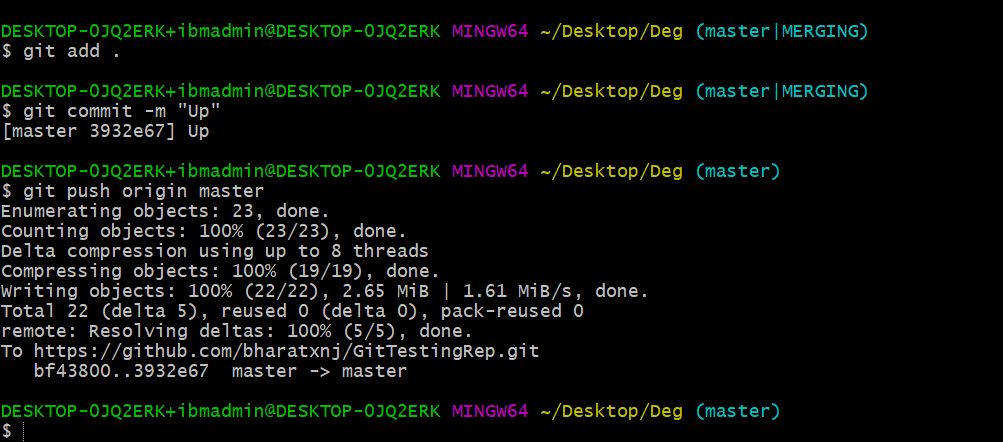 DESKTOP-0JQ2ERK+ibmadmin@DESKTOP-0JQ2ERK MINGW64 ~/Desktop/Deg (master|MERGING)
$ git add .
DESKTOP-0JQ2ERK+ibmadmin@DESKTOP-0JQ2ERK MINGW64 ~/Desktop/Deg (master|MERGING)
$ git commit -m "Up"
[master 3932e67] Up
DESKTOP-0JQ2ERK+ibmadmin@DESKTOP-0JQ2ERK MINGW64 ~/Desktop/Deg (master)
$ git push origin master
Enumerating objects: 23, done.
Counting objects: 100% (23/23), done.
Delta compression using up to 8 threads
Compressing objects: 100% (19/19), done.
Writing objects: 100% (22/22), 2.65 MiB | 1.61 MiB/s, done.
Total 22 (delta 5), reused 0 (delta 0), pack-reused 0
remote: Resolving deltas: 100% (5/5), done.
To https://github.com/bharatxnj/GitTestingRep.git
   bf43800..3932e67  master -> master
DESKTOP-0JQ2ERK+ibmadmin@DESKTOP-0JQ2ERK MINGW64 ~/Desktop/Deg (master)
$